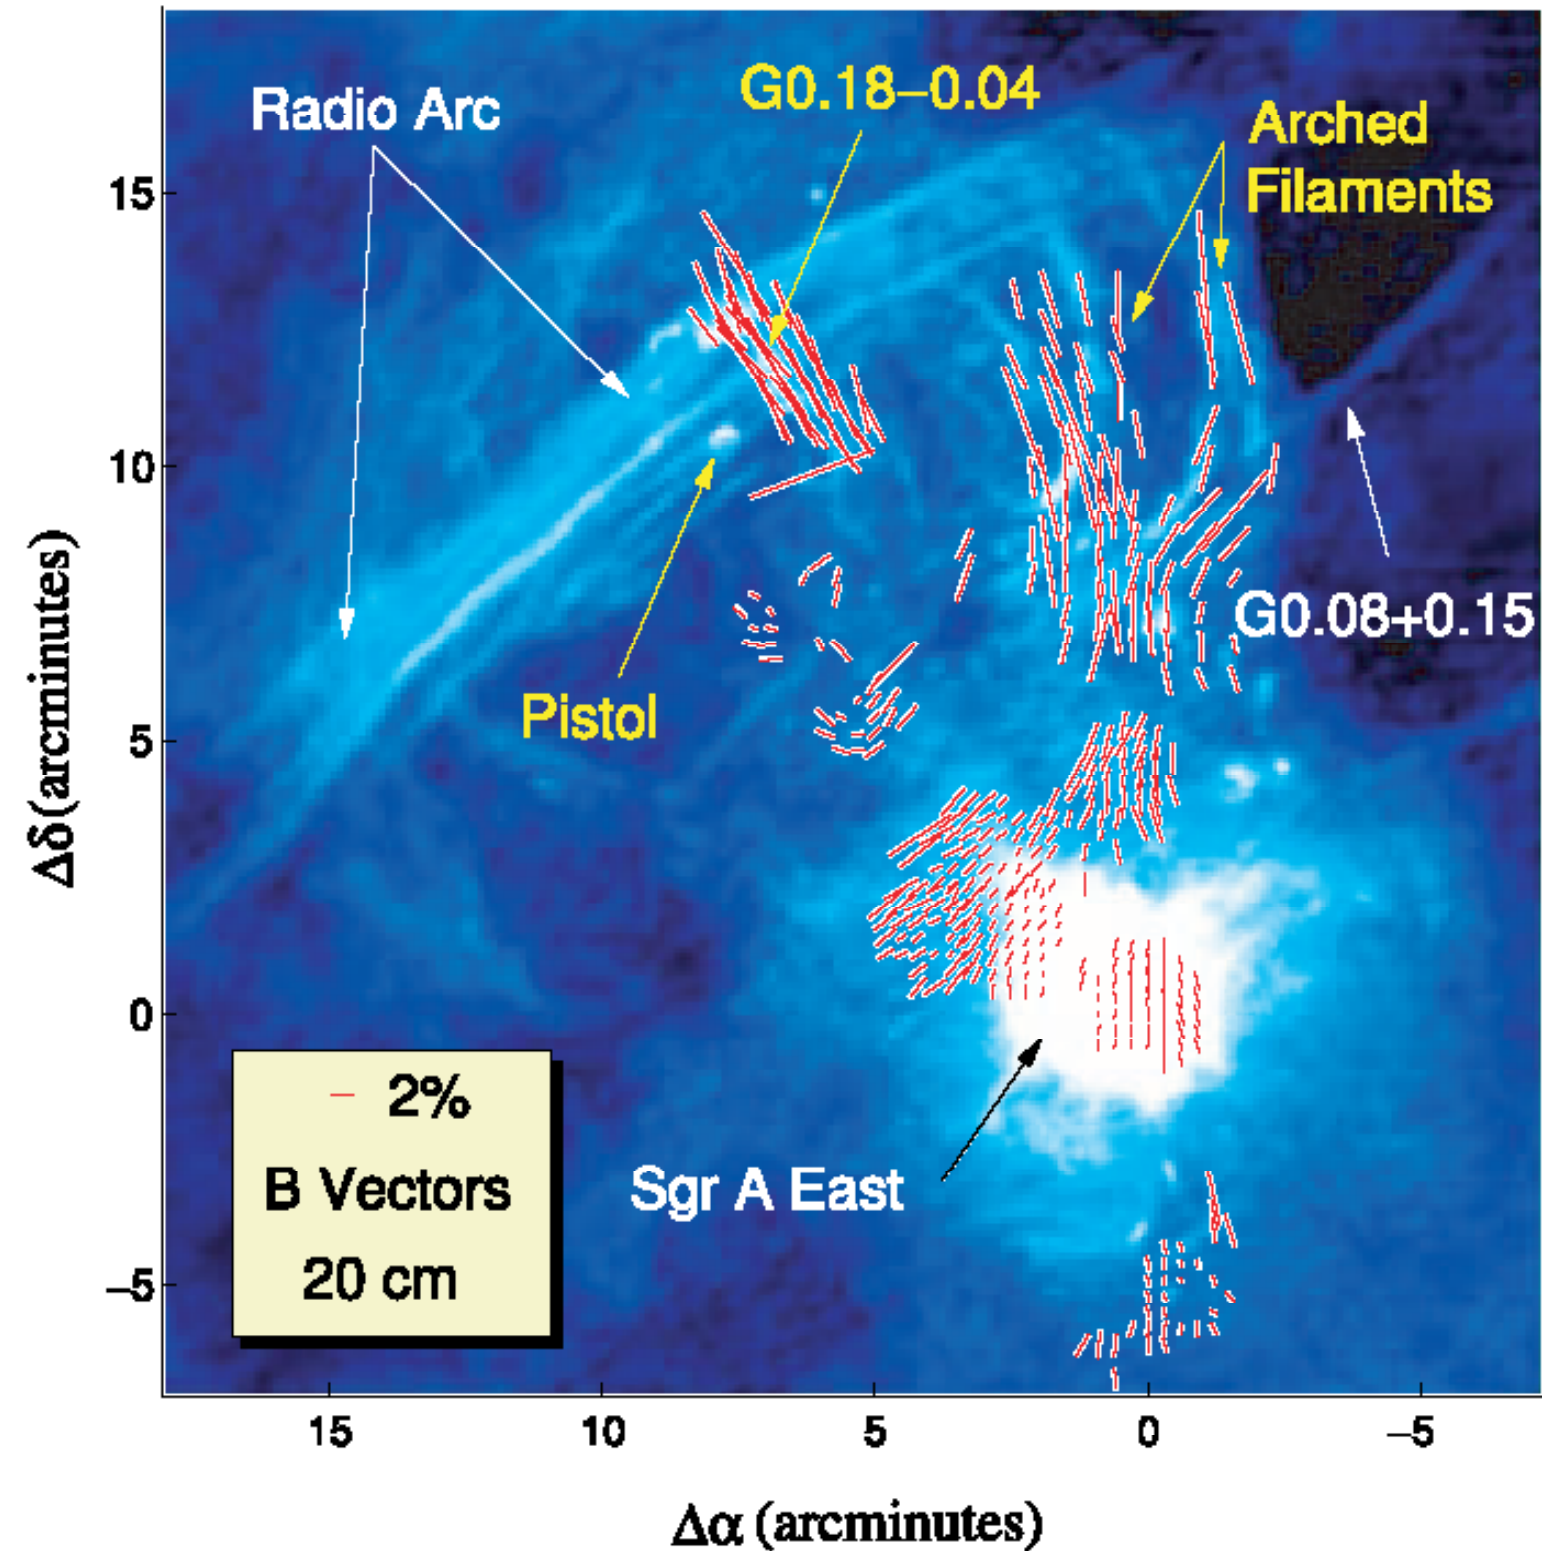 G0.18−0.04
Radio Arc
Arched
Filaments
15
10
G0.08+0.15
Pistol
5
0
2%
B Vectors
20 cm
Sgr A East
−5
15
10
5
0
−5
Δδ (arcminutes)
Δα (arcminutes)